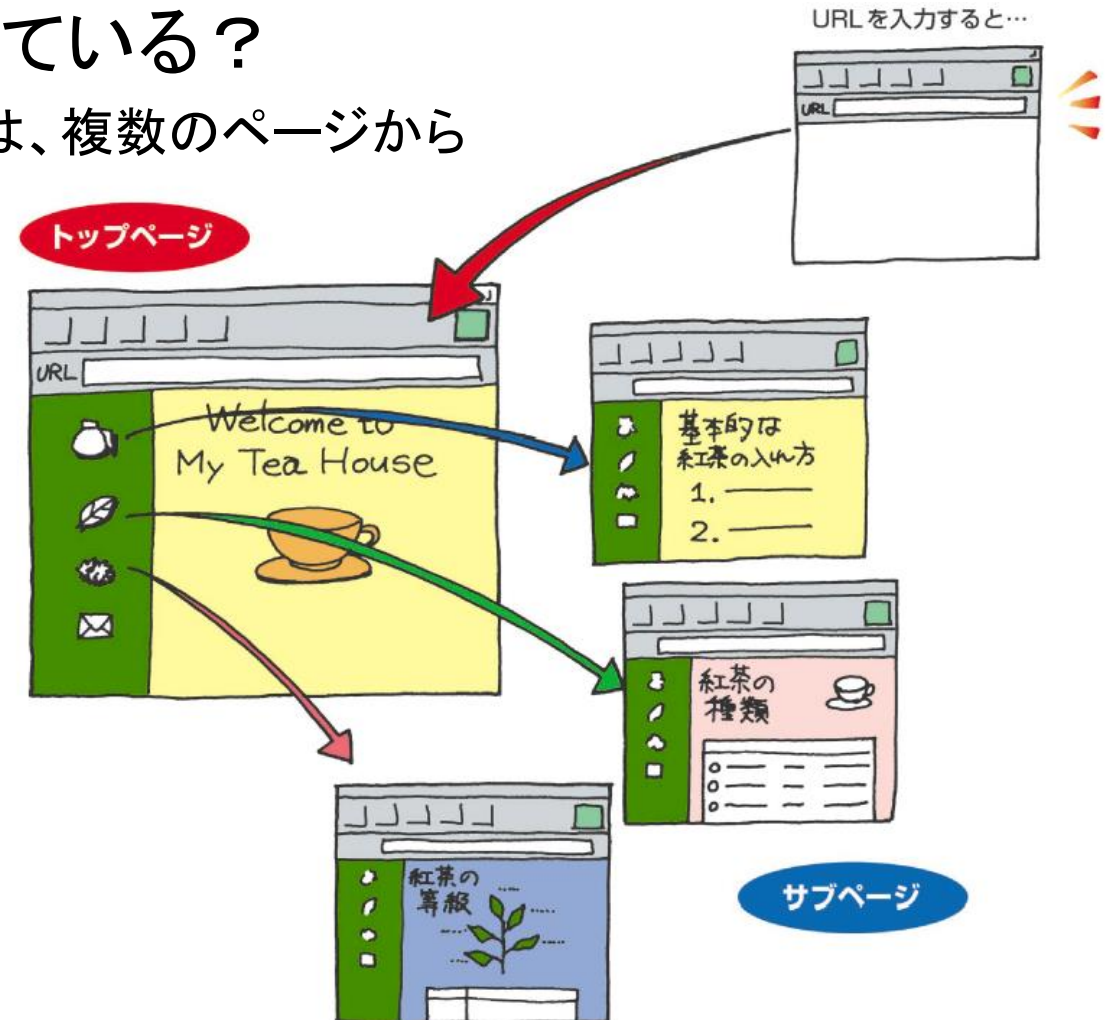 ている？
は、複数のページから
URLを入力すると…
URL
トップページ
URL
Welcome to
My Tea House
基本的な
紅茶の入れ方
1.
2.
紅茶の
種類
紅茶の
等級
サブページ